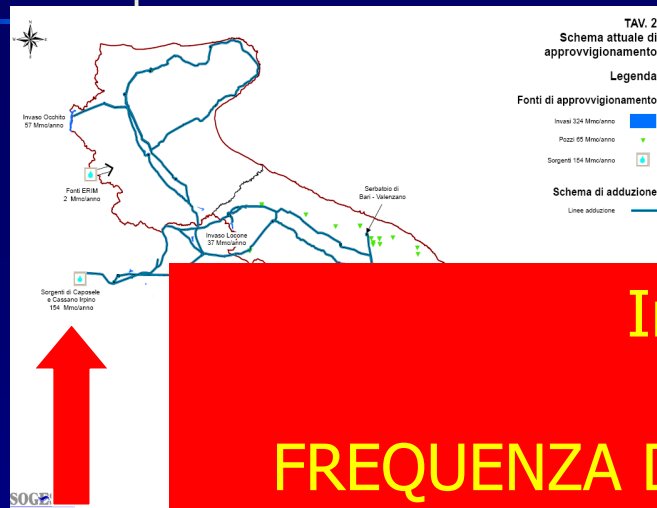 TAV. 2
Schema attuale di
approvvigionamento
Legenda
Fonti di approvvigionamento
Invasi 324 Mmc/anno
Pozzi 65 Mmc/anno
Sorgenti 154 Mmc/anno
Schema di adduzione
Linee adduzione
Invaso Occhito
57 Mmc/anno
Fonti ERIM
2 Mmc/anno
Serbatoio di
Bari - Valenzano
Invaso Locone
37 Mmc/anno
Sorgenti di Caposele
e Cassano Irpino
154 Mmc/anno
FREQUENZA